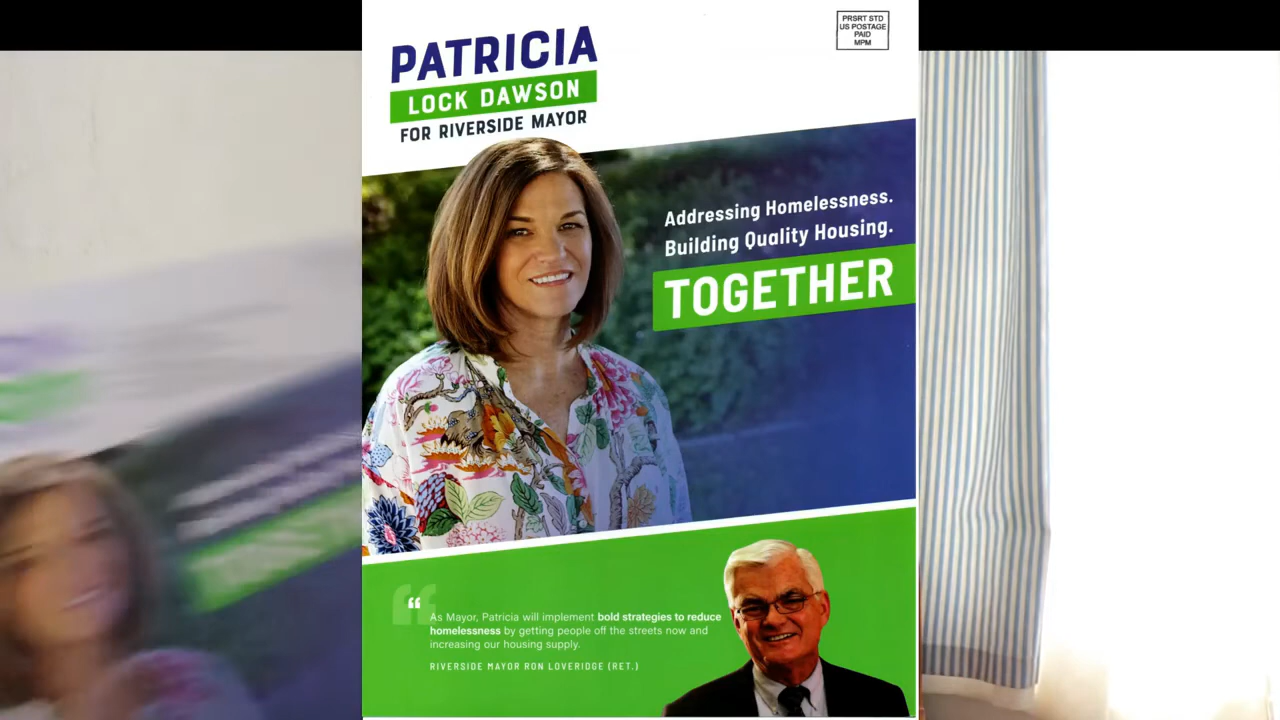 PATRICIA
LOCK DAWSON
FOR RIVERSIDE MAYOR
PRSRT STD
US POSTAGE
PAID
MPM
Addressing Homelessness.
Building Quality Housing.
TOGETHER
“
As Mayor, Patricia will implement bold strategies to reduce
homelessness by getting people off the streets now and
increasing our housing supply.
RIVERSIDE MAYOR RON LOVERIDGE (RET.)